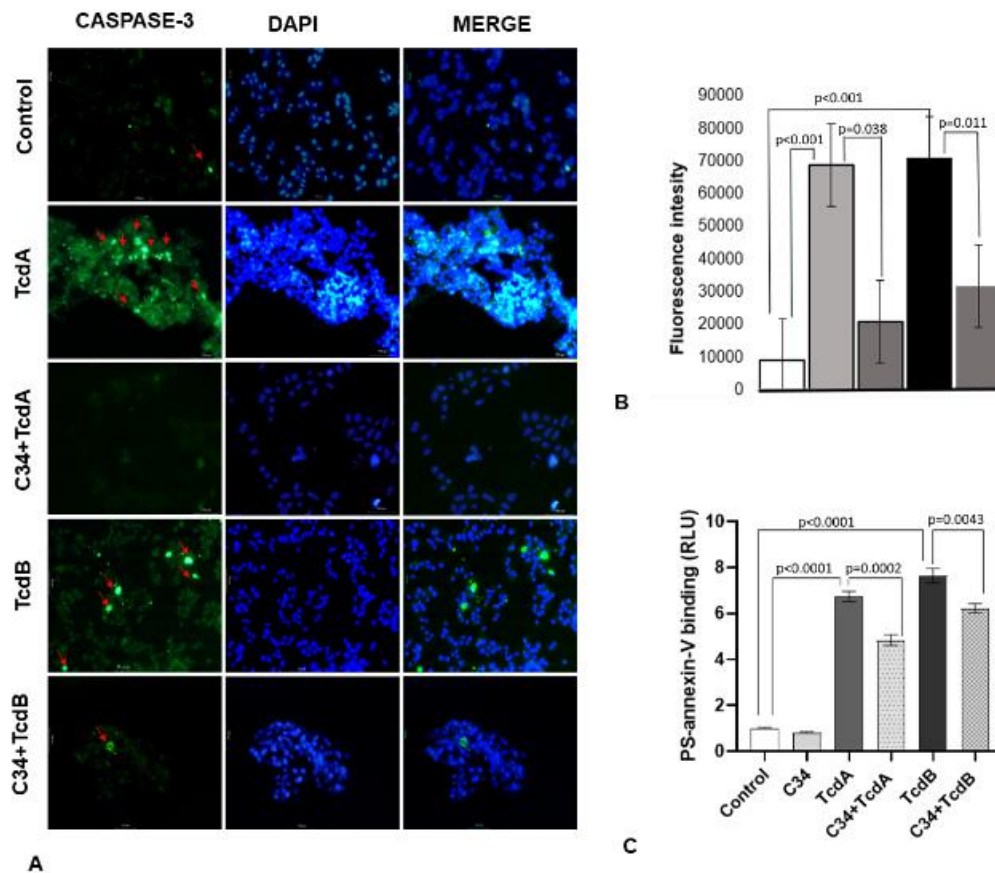 CASPASE-3 DAPI MERGE
Control
TcdA
C34+TcdA
TcdB
C34+TcdB
A
Fluorescence intesity
90000
80000
70000
60000
50000
40000
30000
20000
10000
0
p<0.001
p<0.001
p=0.038
p=0.011
B
PS-annexin-V binding (RLU)
10
8
6
4
2
0
p<0.0001
p=0.0043
p<0.0001
p=0.0002
Control
C34
TcdA
C34+TcdA
TcdB
C34+TcdB
C